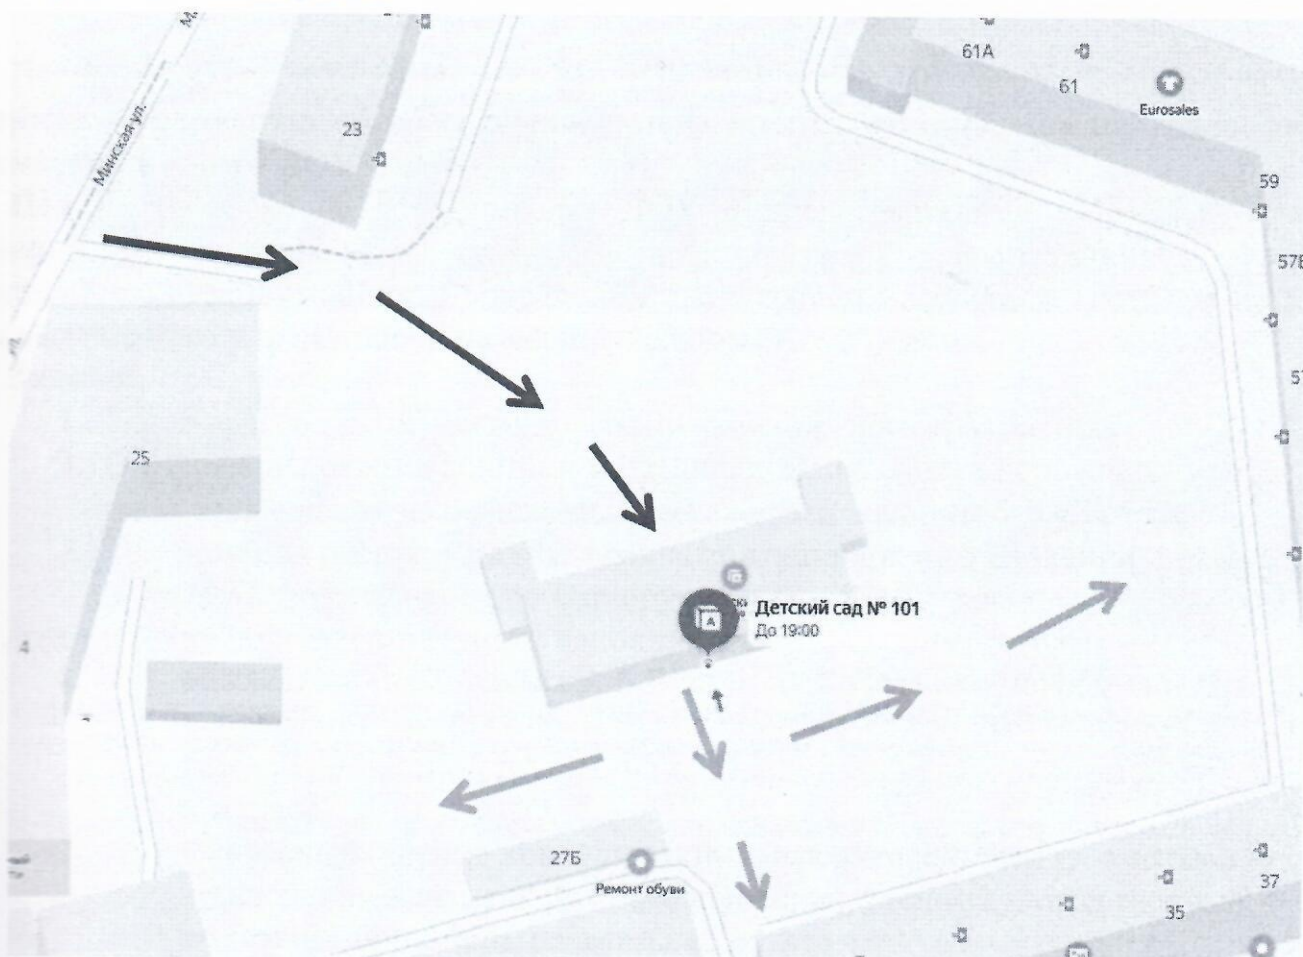 61А
61
Eurosales
23
Минская ул.
59
25
Детский сад № 101
До 19:00
4
27Б
Ремонт обуви
37
35